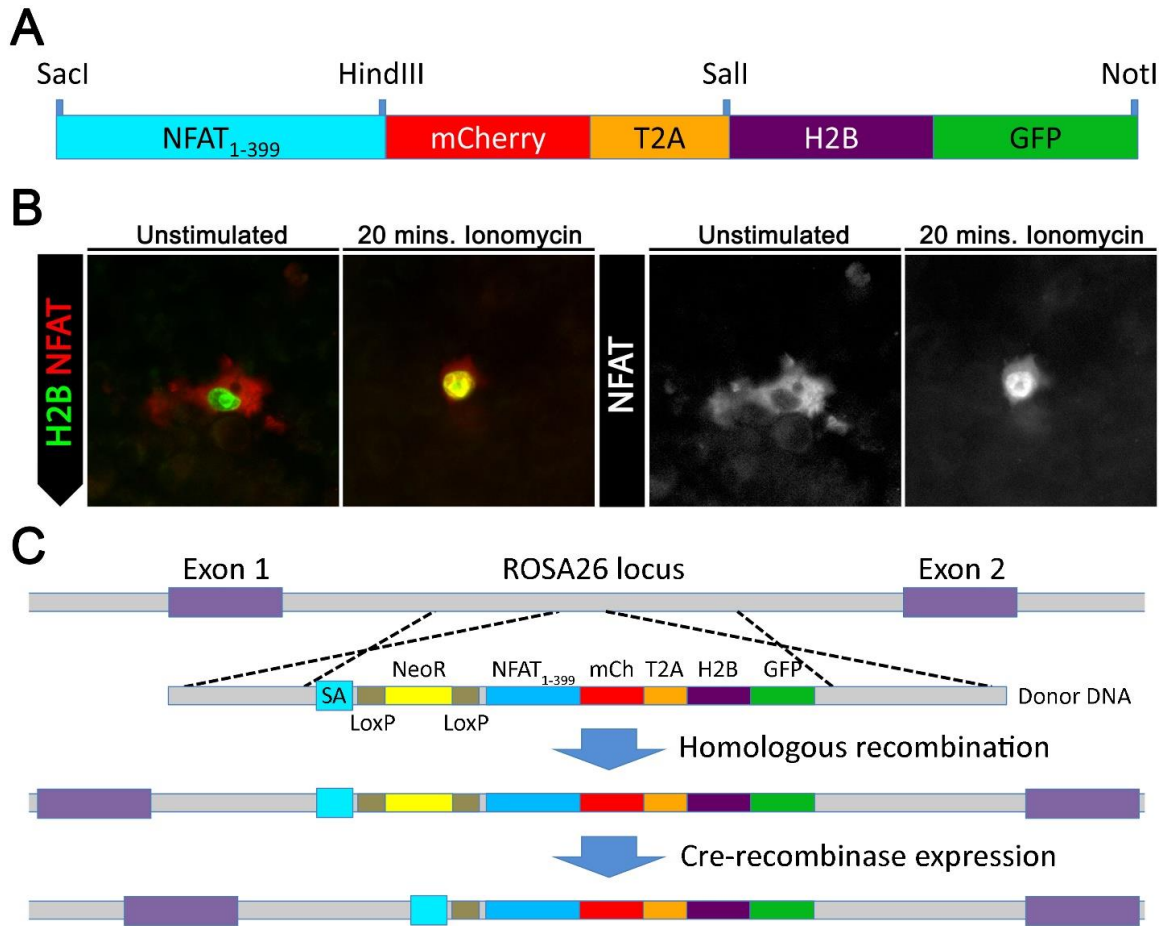 A
SacI HindIII SalI NotI
NFAT1-399 mCherry T2A H2B GFP
B
Unstimulated 20 mins. Ionomycin Unstimulated 20 mins. Ionomycin
H2B NFAT
NFAT
C
Exon 1 ROSA26 locus Exon 2
NeoR NFAT1-399 mCh T2A H2B GFP
SA Donor DNA
LoxP LoxP
Homologous recombination
Cre-recombinase expression